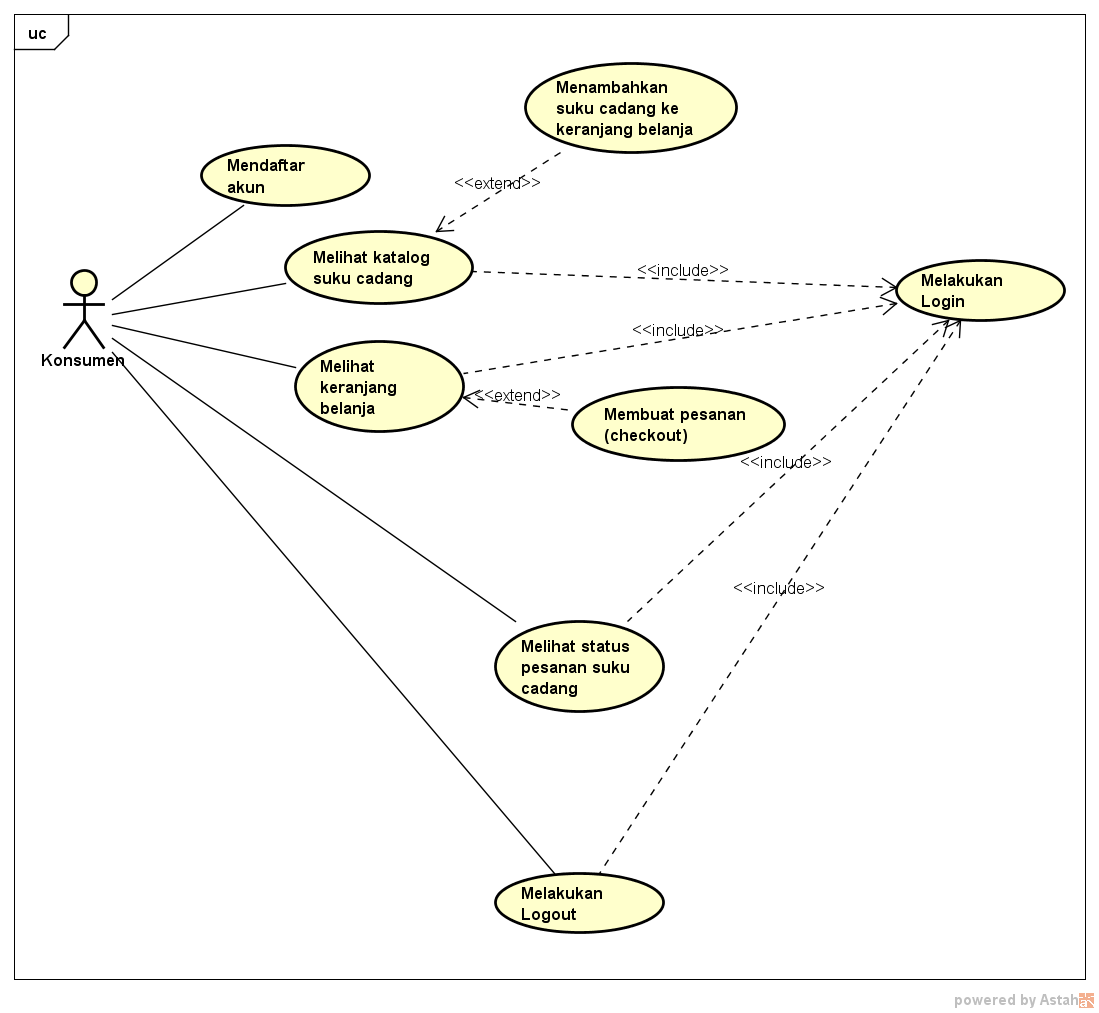 uc
Menambahkan
suku cadang ke
keranjang belanja
Mendaftar
akun
<<extend>>
Melihat katalog
suku cadang
<<include>>
Melakukan
Login
<<include>>
Konsumen
Melihat
keranjang
belanja
<<extend>>
Membuat pesanan
(checkout)
<<include>>
<<include>>
Melihat status
pesanan suku
cadang
Melakukan
Logout
powered by Astah